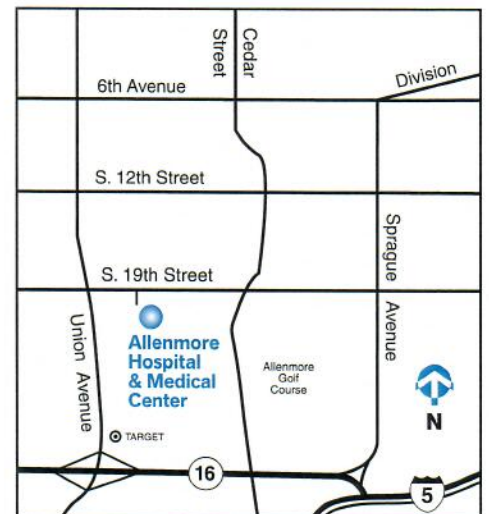 Street
Cedar
Division
6th Avenue
S. 12th Street
Sprague Avenue
S. 19th Street
Union Avenue
Allenmore
Hospital
& Medical
Center
Allenmore
Golf
Course
N
TARGET
16
5